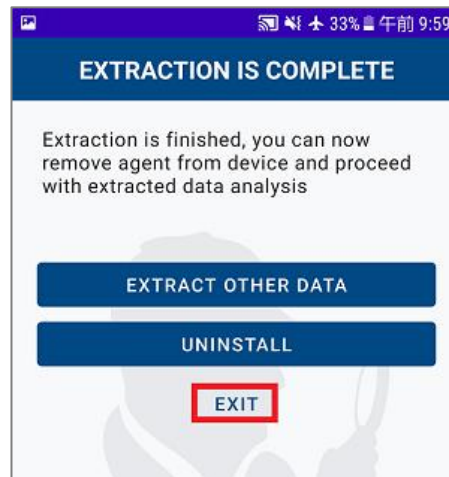 33% 午前 9:59
EXTRACTION IS COMPLETE
Extraction is finished, you can now
remove agent from device and proceed
with extracted data analysis
EXTRACT OTHER DATA
UNINSTALL
EXIT